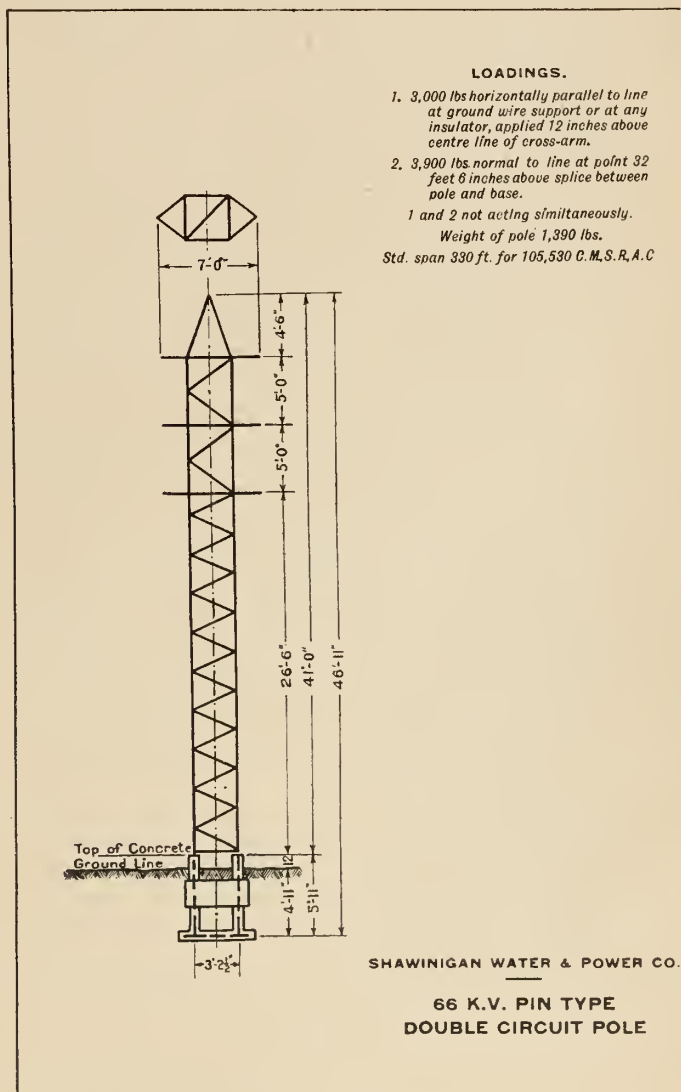 LOADINGS.
1. 3,000 lbs horizontally parallel to line
at ground wire support or at any
insulator, applied 12 inches above
centre line of cross-arm.
2. 3,900 lbs. normal to line at point 32
feet 6 inches above splice between
pole and base.
1 and 2 not acting similtaneously.
Weight of pole 1,390 lbs.
Std. span 330 ft. for 105,530 C.M,S.R,A.C
7'-0"
4'-6"
5'-0"
5'-0"
26'-6"
41'-0"
46'-11"
Top of Concrete
Ground Line
12
4'-11"
5'-11"
3'-2½"
SHAWINIGAN WATER & POWER CO.
66 K.V. PIN TYPE
DOUBLE CIRCUIT POLE